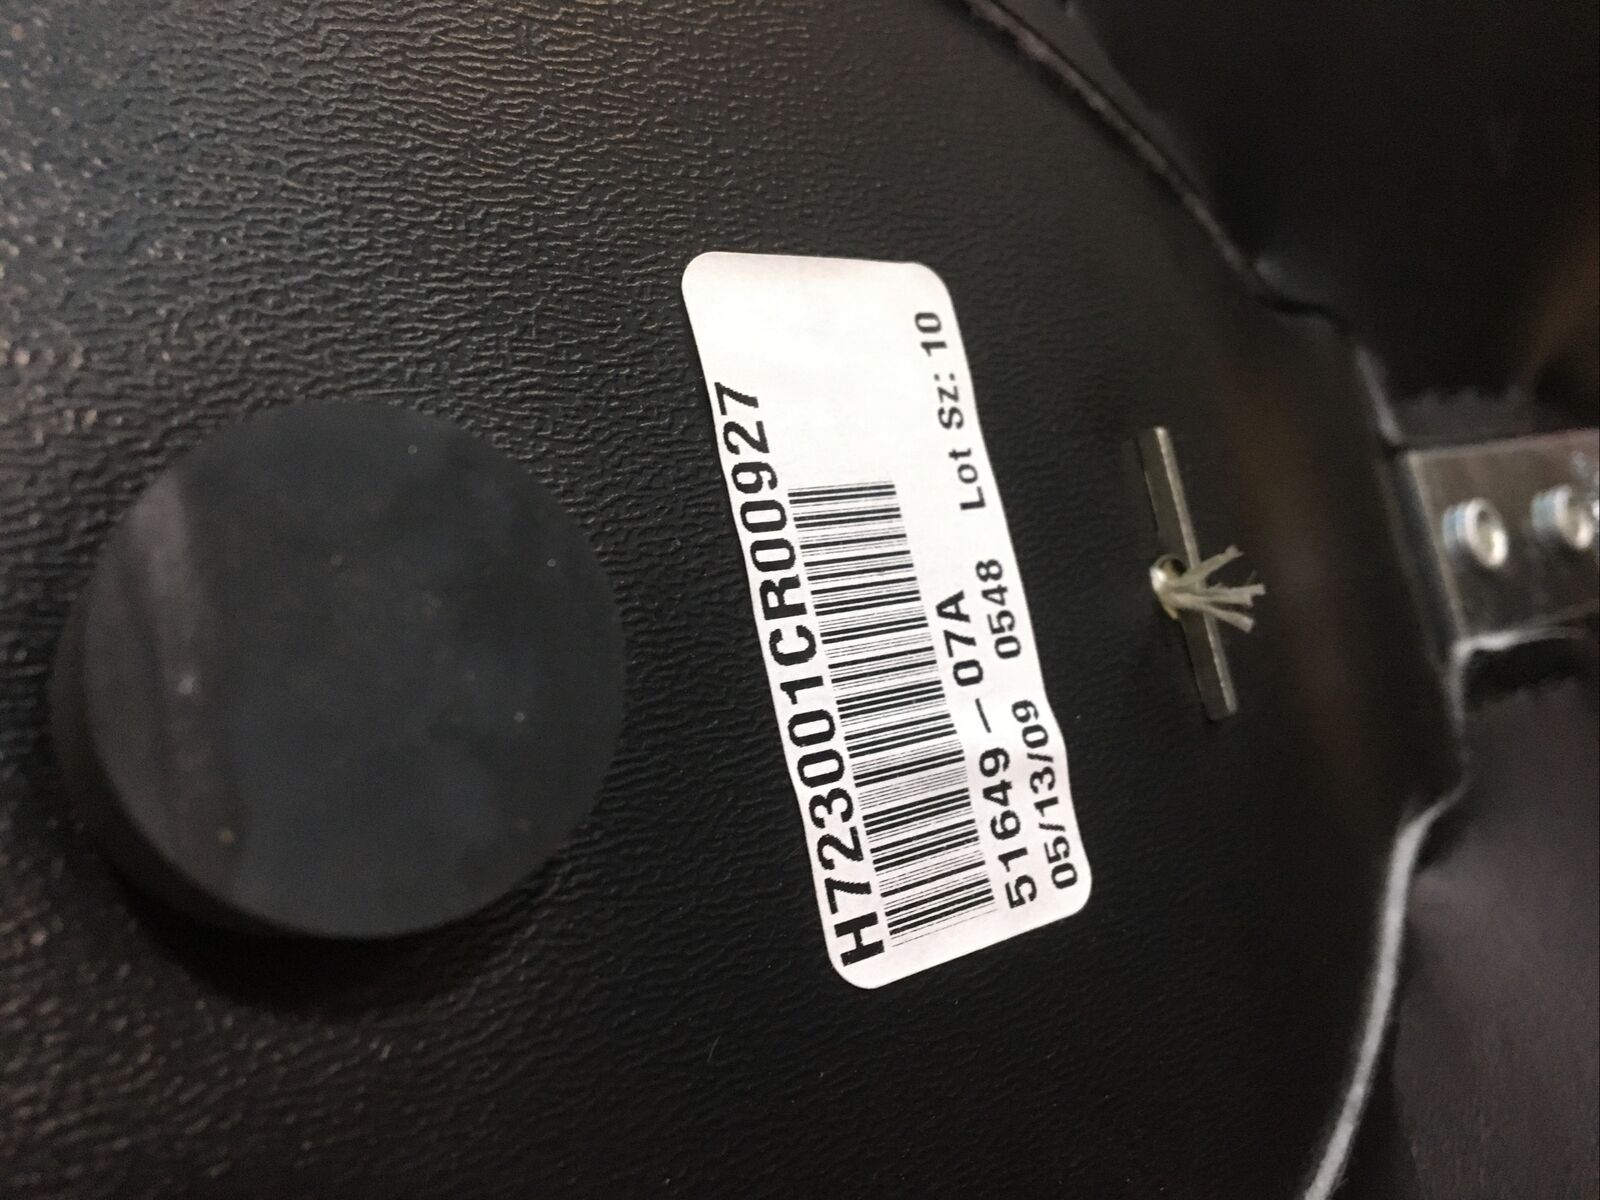 H723001CR00927
51649-07A
05/13/09 0548 Lot Sz: 10